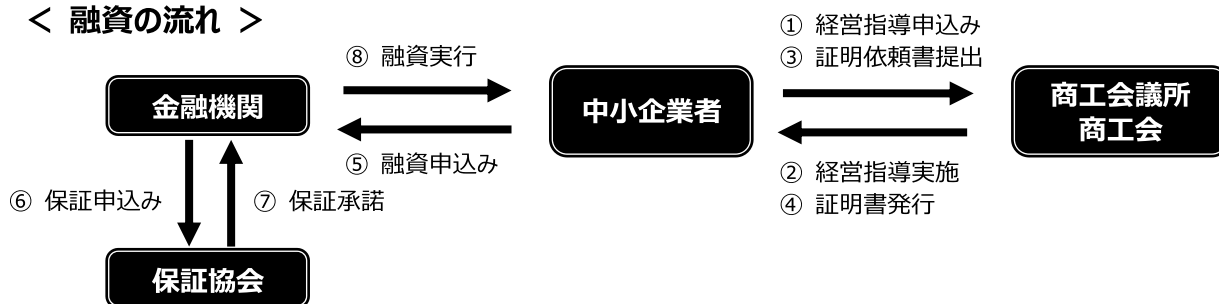 ＜ 融資の流れ ＞
① 経営指導申込み
③ 証明依頼書提出
⑧ 融資実行
金融機関
中小企業者
商工会議所
商工会
⑤ 融資申込み
② 経営指導実施
④ 証明書発行
⑥ 保証申込み
⑦ 保証承諾
保証協会